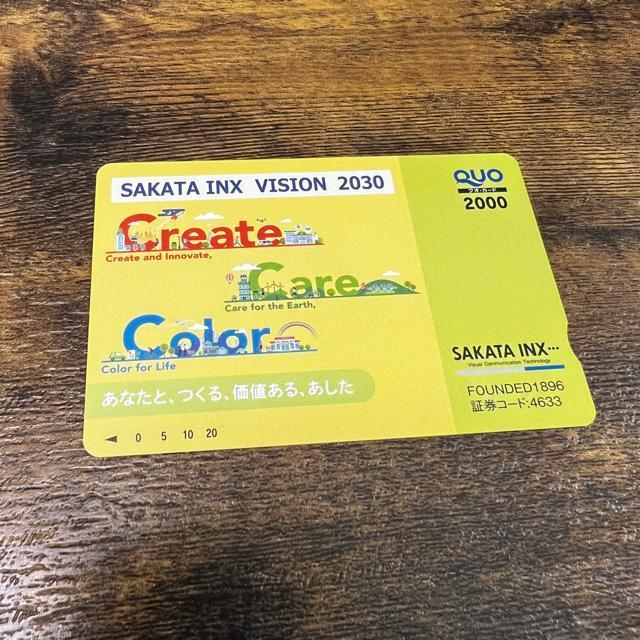 SAKATA INX VISION 2030
QUO
クオ・カード
2000
Create
Create and Innovate,
Care
Care for the Earth,
Color
Color for Life
あなたと、つくる、価値ある、あした
SAKATA INX...
Visual Communication Technology
FOUNDED1896
証券コード:4633
◀ 0 5 10 20